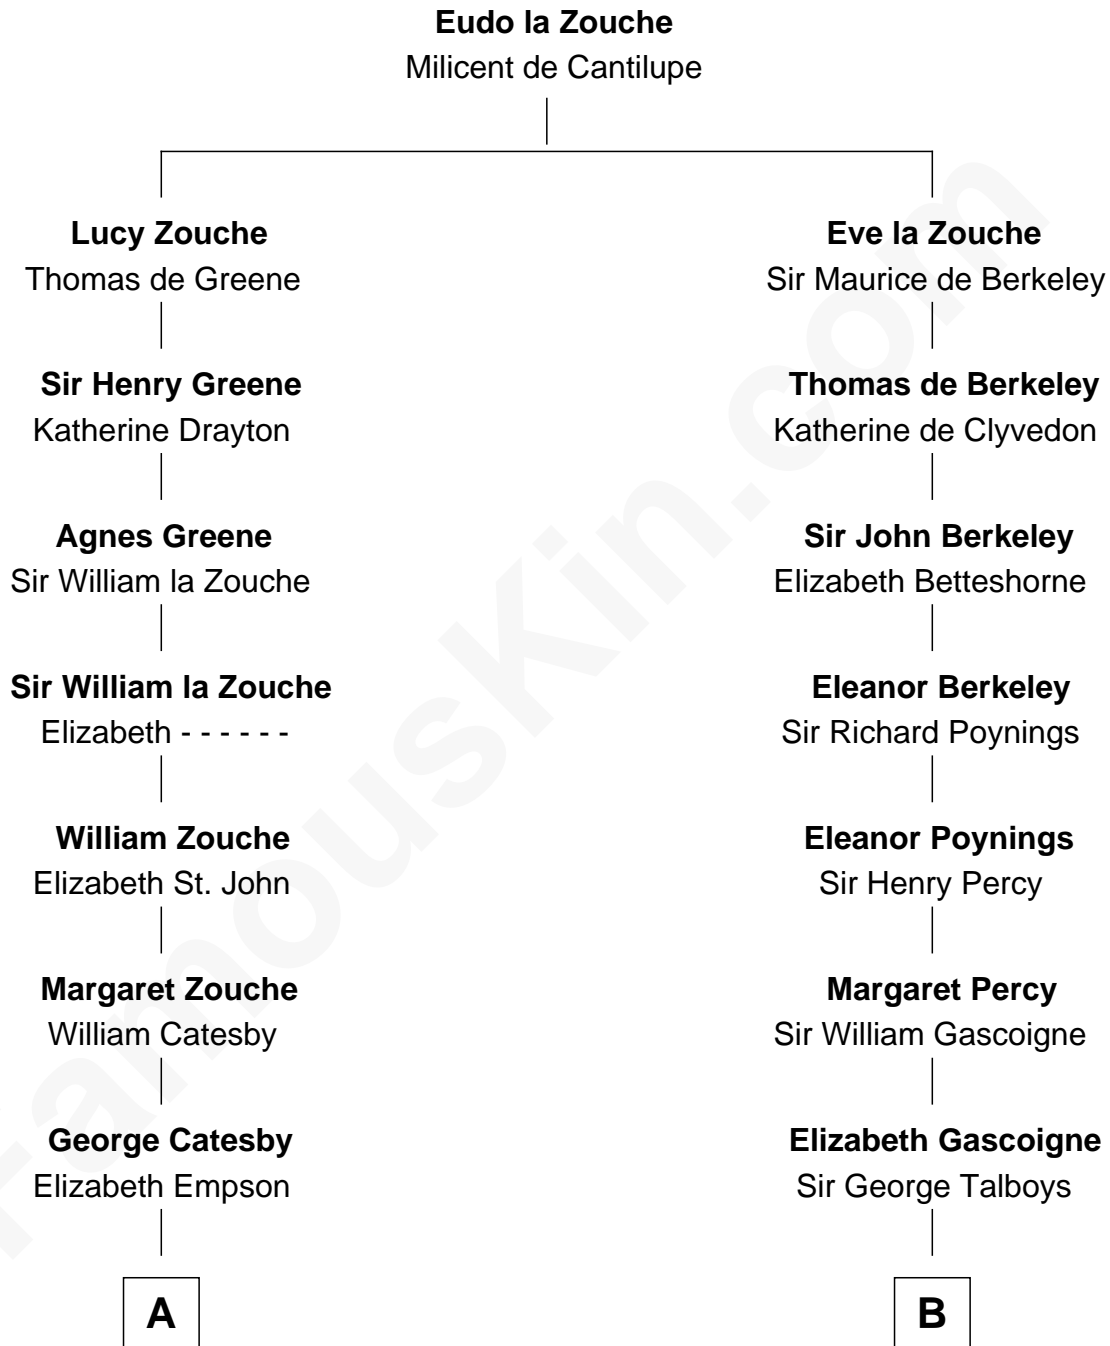 Eudo la Zouche
Milicent de Cantilupe
Lucy Zouche
Thomas de Greene
Eve la Zouche
Sir Maurice de Berkeley
Sir Henry Greene
Katherine Drayton
Thomas de Berkeley
Katherine de Clyvedon
Agnes Greene
Sir William la Zouche
Sir John Berkeley
Elizabeth Betteshorne
Sir William la Zouche
Elizabeth - - - - - -
Eleanor Berkeley
Sir Richard Poynings
William Zouche
Elizabeth St. John
Eleanor Poynings
Sir Henry Percy
Margaret Zouche
William Catesby
Margaret Percy
Sir William Gascoigne
George Catesby
Elizabeth Empson
Elizabeth Gascoigne
Sir George Talboys
A
B
FamousKin.com